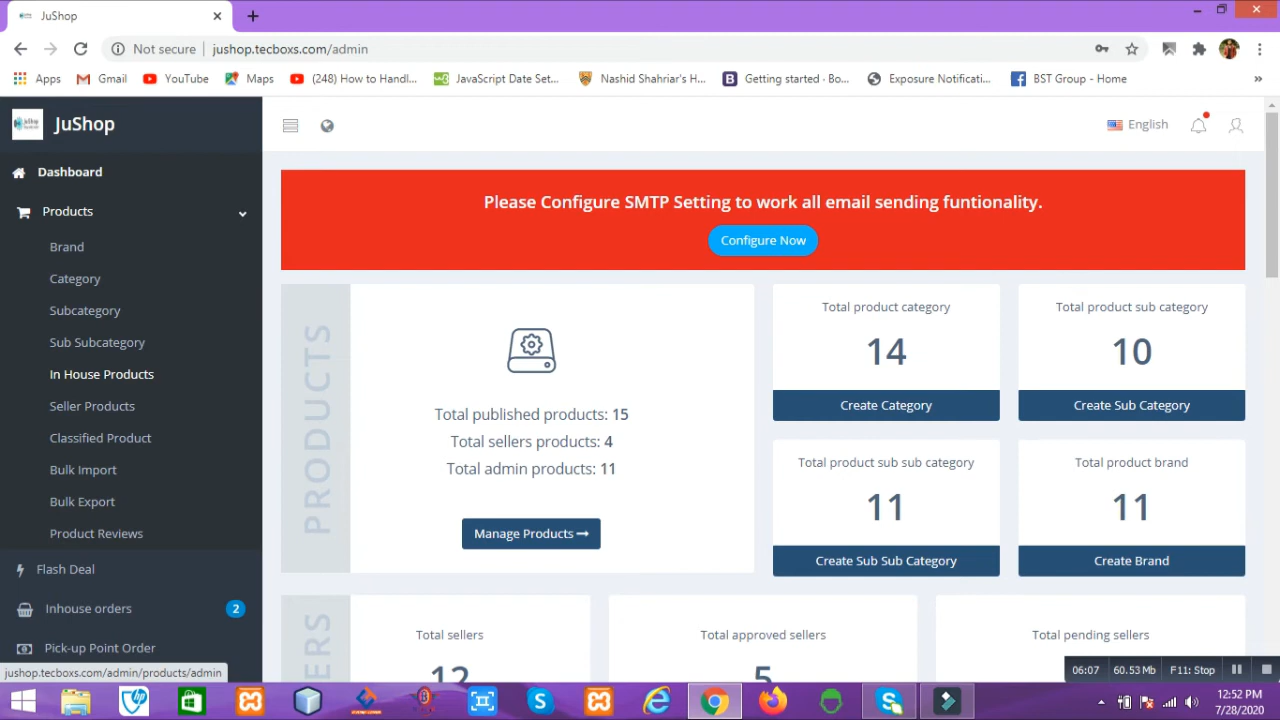 JuShop
Not secure | jushop.tecboxs.com/admin
Apps
Gmail
YouTube
Maps
(248) How to Handl...
JavaScript Date Set...
Nashid Shahriar's H...
Getting started · Bo...
Exposure Notificati...
BST Group - Home
»
JuShop
English
Dashboard
Products
Brand
Category
Subcategory
Sub Subcategory
In House Products
Seller Products
Classified Product
Bulk Import
Bulk Export
Product Reviews
Flash Deal
Inhouse orders 2
Pick-up Point Order
jushop.tecboxs.com/admin/products/admin
Please Configure SMTP Setting to work all email sending funtionality.
Configure Now
PRODUCTS
Total published products: 15
Total sellers products: 4
Total admin products: 11
Manage Products
Total product category
14
Create Category
Total product sub category
10
Create Sub Category
Total product sub sub category
11
Create Sub Sub Category
Total product brand
11
Create Brand
Total sellers
12
Total approved sellers
5
Total pending sellers
06:07
60.53 Mb
F11: Stop
12:52 PM
7/28/2020